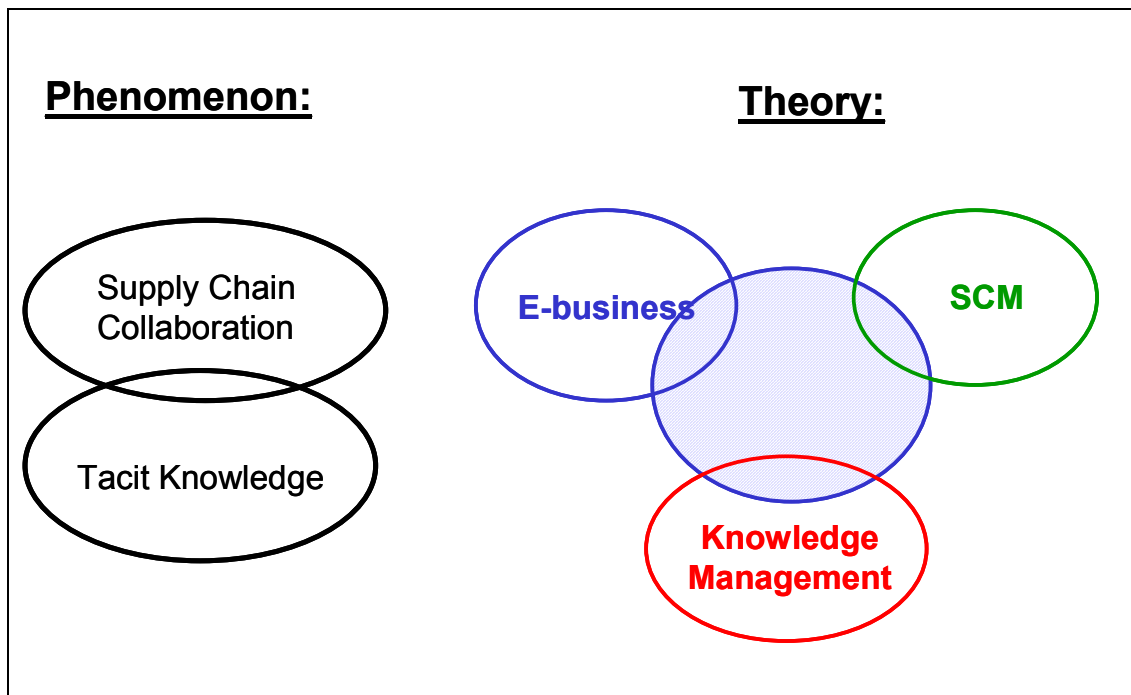 Phenomenon:
Theory:
Supply Chain
Collaboration
Tacit Knowledge
E-business
SCM
Knowledge
Management